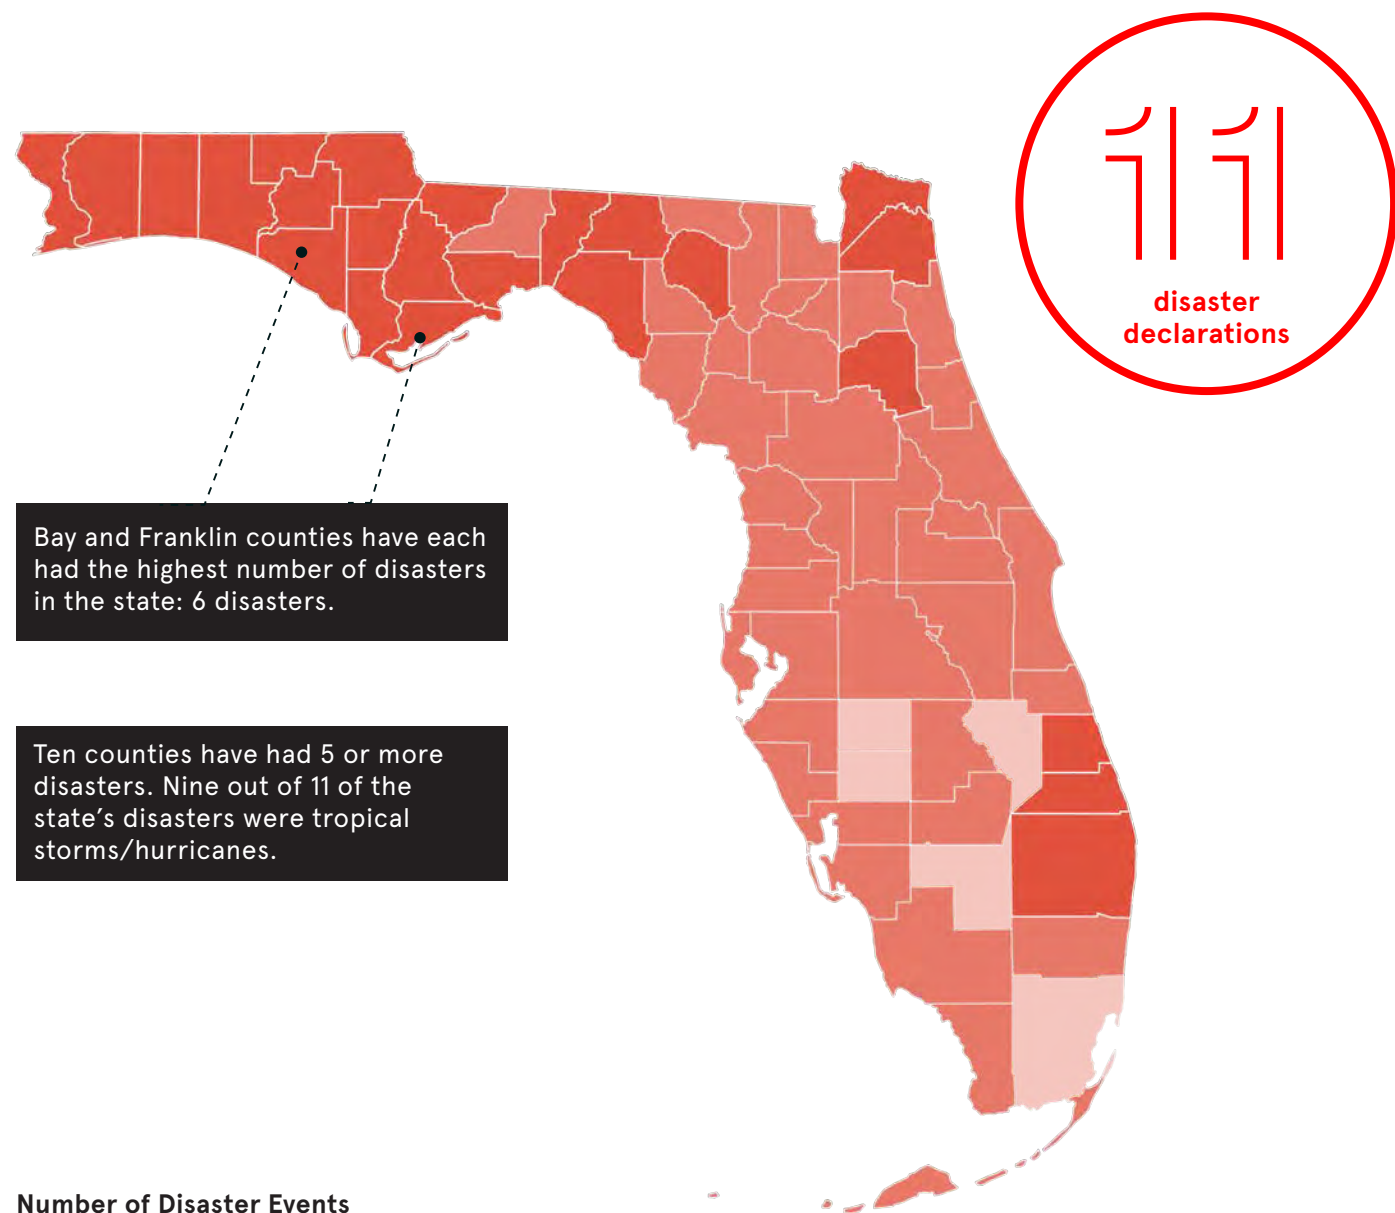 11
disaster
declarations
Bay and Franklin counties have each
had the highest number of disasters
in the state: 6 disasters.
Ten counties have had 5 or more
disasters. Nine out of 11 of the
state’s disasters were tropical
storms/hurricanes.
Number of Disaster Events